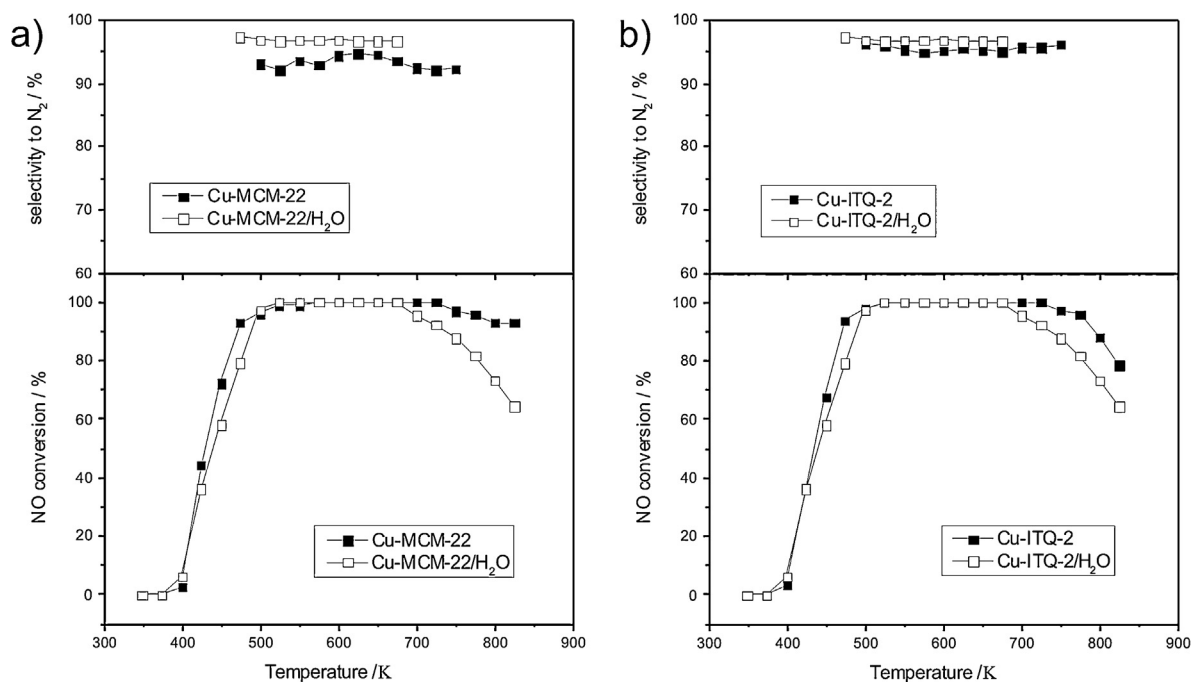 a)
100
90
80
70
60
selectivity to N₂ / %
Cu-MCM-22
Cu-MCM-22/H₂O
100
80
60
40
20
0
NO conversion / %
Cu-MCM-22
Cu-MCM-22/H₂O
300 400 500 600 700 800 900
Temperature /K
b)
100
90
80
70
60
selectivity to N₂ / %
Cu-ITQ-2
Cu-ITQ-2/H₂O
100
80
60
40
20
0
NO conversion / %
Cu-ITQ-2
Cu-ITQ-2/H₂O
300 400 500 600 700 800 900
Temperature /K